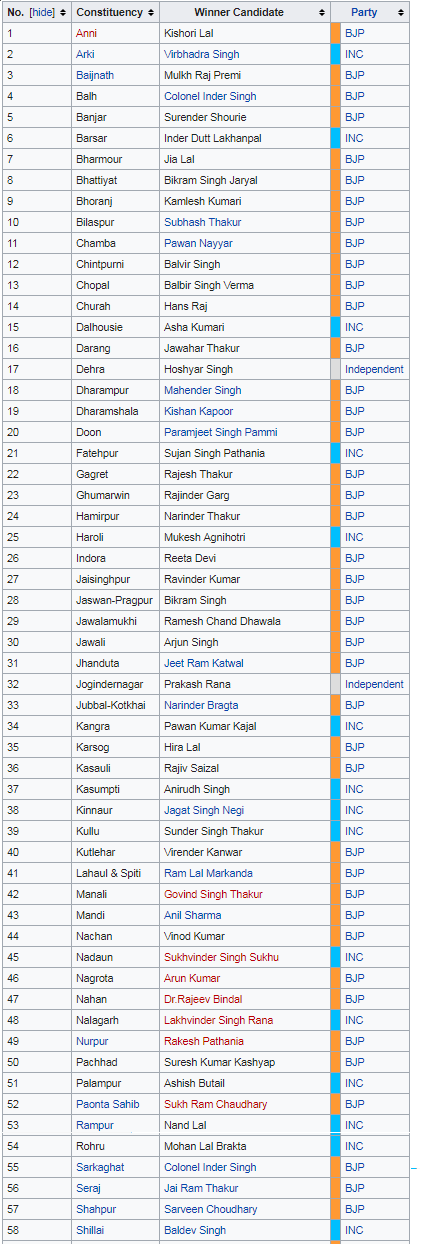 No. [hide] Constituency Winner Candidate Party
1 Anni Kishori Lal BJP
2 Arki Virbhadra Singh INC
3 Baijnath Mulkh Raj Premi BJP
4 Balh Colonel Inder Singh BJP
5 Banjar Surender Shourie BJP
6 Barsar Inder Dutt Lakhanpal INC
7 Bharmour Jia Lal BJP
8 Bhattiyat Bikram Singh Jaryal BJP
9 Bhoranj Kamlesh Kumari BJP
10 Bilaspur Subhash Thakur BJP
11 Chamba Pawan Nayyar BJP
12 Chintpurni Balvir Singh BJP
13 Chopal Balbir Singh Verma BJP
14 Churah Hans Raj BJP
15 Dalhousie Asha Kumari INC
16 Darang Jawahar Thakur BJP
17 Dehra Hoshyar Singh Independent
18 Dharampur Mahender Singh BJP
19 Dharamshala Kishan Kapoor BJP
20 Doon Paramjeet Singh Pammi BJP
21 Fatehpur Sujan Singh Pathania INC
22 Gagret Rajesh Thakur BJP
23 Ghumarwin Rajinder Garg BJP
24 Hamirpur Narinder Thakur BJP
25 Haroli Mukesh Agnihotri INC
26 Indora Reeta Devi BJP
27 Jaisinghpur Ravinder Kumar BJP
28 Jaswan-Pragpur Bikram Singh BJP
29 Jawalamukhi Ramesh Chand Dhawala BJP
30 Jawali Arjun Singh BJP
31 Jhanduta Jeet Ram Katwal BJP
32 Jogindernagar Prakash Rana Independent
33 Jubbal-Kotkhai Narinder Bragta BJP
34 Kangra Pawan Kumar Kajal INC
35 Karsog Hira Lal BJP
36 Kasauli Rajiv Saizal BJP
37 Kasumpti Anirudh Singh INC
38 Kinnaur Jagat Singh Negi INC
39 Kullu Sunder Singh Thakur INC
40 Kutlehar Virender Kanwar BJP
41 Lahaul & Spiti Ram Lal Markanda BJP
42 Manali Govind Singh Thakur BJP
43 Mandi Anil Sharma BJP
44 Nachan Vinod Kumar BJP
45 Nadaun Sukhvinder Singh Sukhu INC
46 Nagrota Arun Kumar BJP
47 Nahan Dr.Rajeev Bindal BJP
48 Nalagarh Lakhvinder Singh Rana INC
49 Nurpur Rakesh Pathania BJP
50 Pachhad Suresh Kumar Kashyap BJP
51 Palampur Ashish Butail INC
52 Paonta Sahib Sukh Ram Chaudhary BJP
53 Rampur Nand Lal INC
54 Rohru Mohan Lal Brakta INC
55 Sarkaghat Colonel Inder Singh BJP
56 Seraj Jai Ram Thakur BJP
57 Shahpur Sarveen Choudhary BJP
58 Shillai Baldev Singh INC